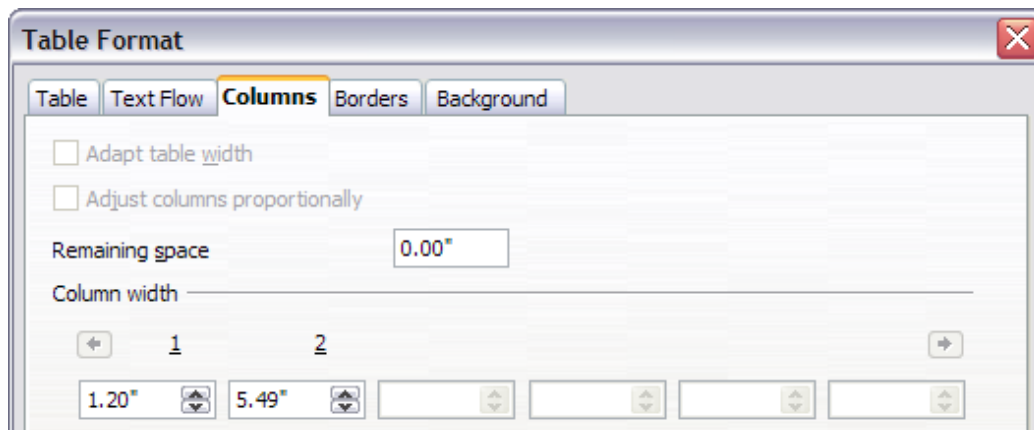 Table Format
Table Text Flow Columns Borders Background
Adapt table width
Adjust columns proportionally
Remaining space 0.00"
Column width
1 2
1.20" 5.49"